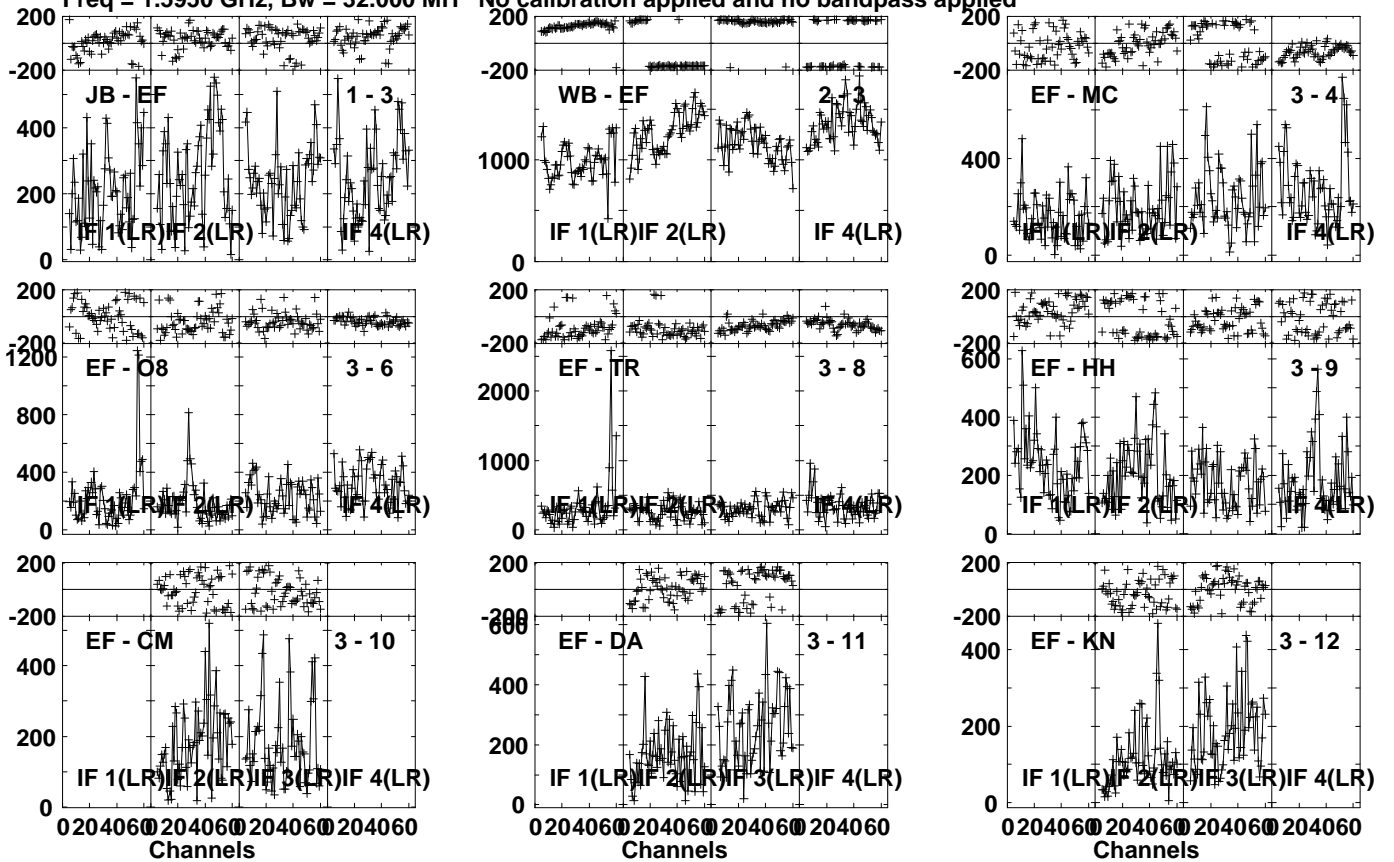 Freq = 1.5950 GHz, Bw = 32.000 MH No calibration applied and no bandpass applied
200
-200
JB - EF 1 - 3
400
200
0
IF 1(LR) IF 2(LR) IF 4(LR)
200
-200
WB - EF 2 - 3
1000
0
IF 1(LR) IF 2(LR) IF 4(LR)
200
-200
EF - MC 3 - 4
400
0
IF 1(LR) IF 2(LR) IF 4(LR)
200
-200
1200
EF - O8 3 - 6
800
400
0
IF 1(LR) IF 2(LR) IF 4(LR)
200
-200
EF - TR 3 - 8
2000
1000
0
IF 1(LR) IF 2(LR) IF 4(LR)
200
-200
600
EF - HH 3 - 9
400
200
0
IF 1(LR) IF 2(LR) IF 4(LR)
200
-200
EF - CM 3 - 10
400
200
0
IF 1(LR) IF 2(LR) IF 3(LR) IF 4(LR)
0 20 40 60 0 20 40 60 0 20 40 60 0 20 40 60
Channels
200
-200
600
EF - DA 3 - 11
400
200
0
IF 1(LR) IF 2(LR) IF 3(LR) IF 4(LR)
0 20 40 60 0 20 40 60 0 20 40 60 0 20 40 60
Channels
200
-200
EF - KN 3 - 12
400
200
0
IF 1(LR) IF 2(LR) IF 3(LR) IF 4(LR)
0 20 40 60 0 20 40 60 0 20 40 60 0 20 40 60
Channels